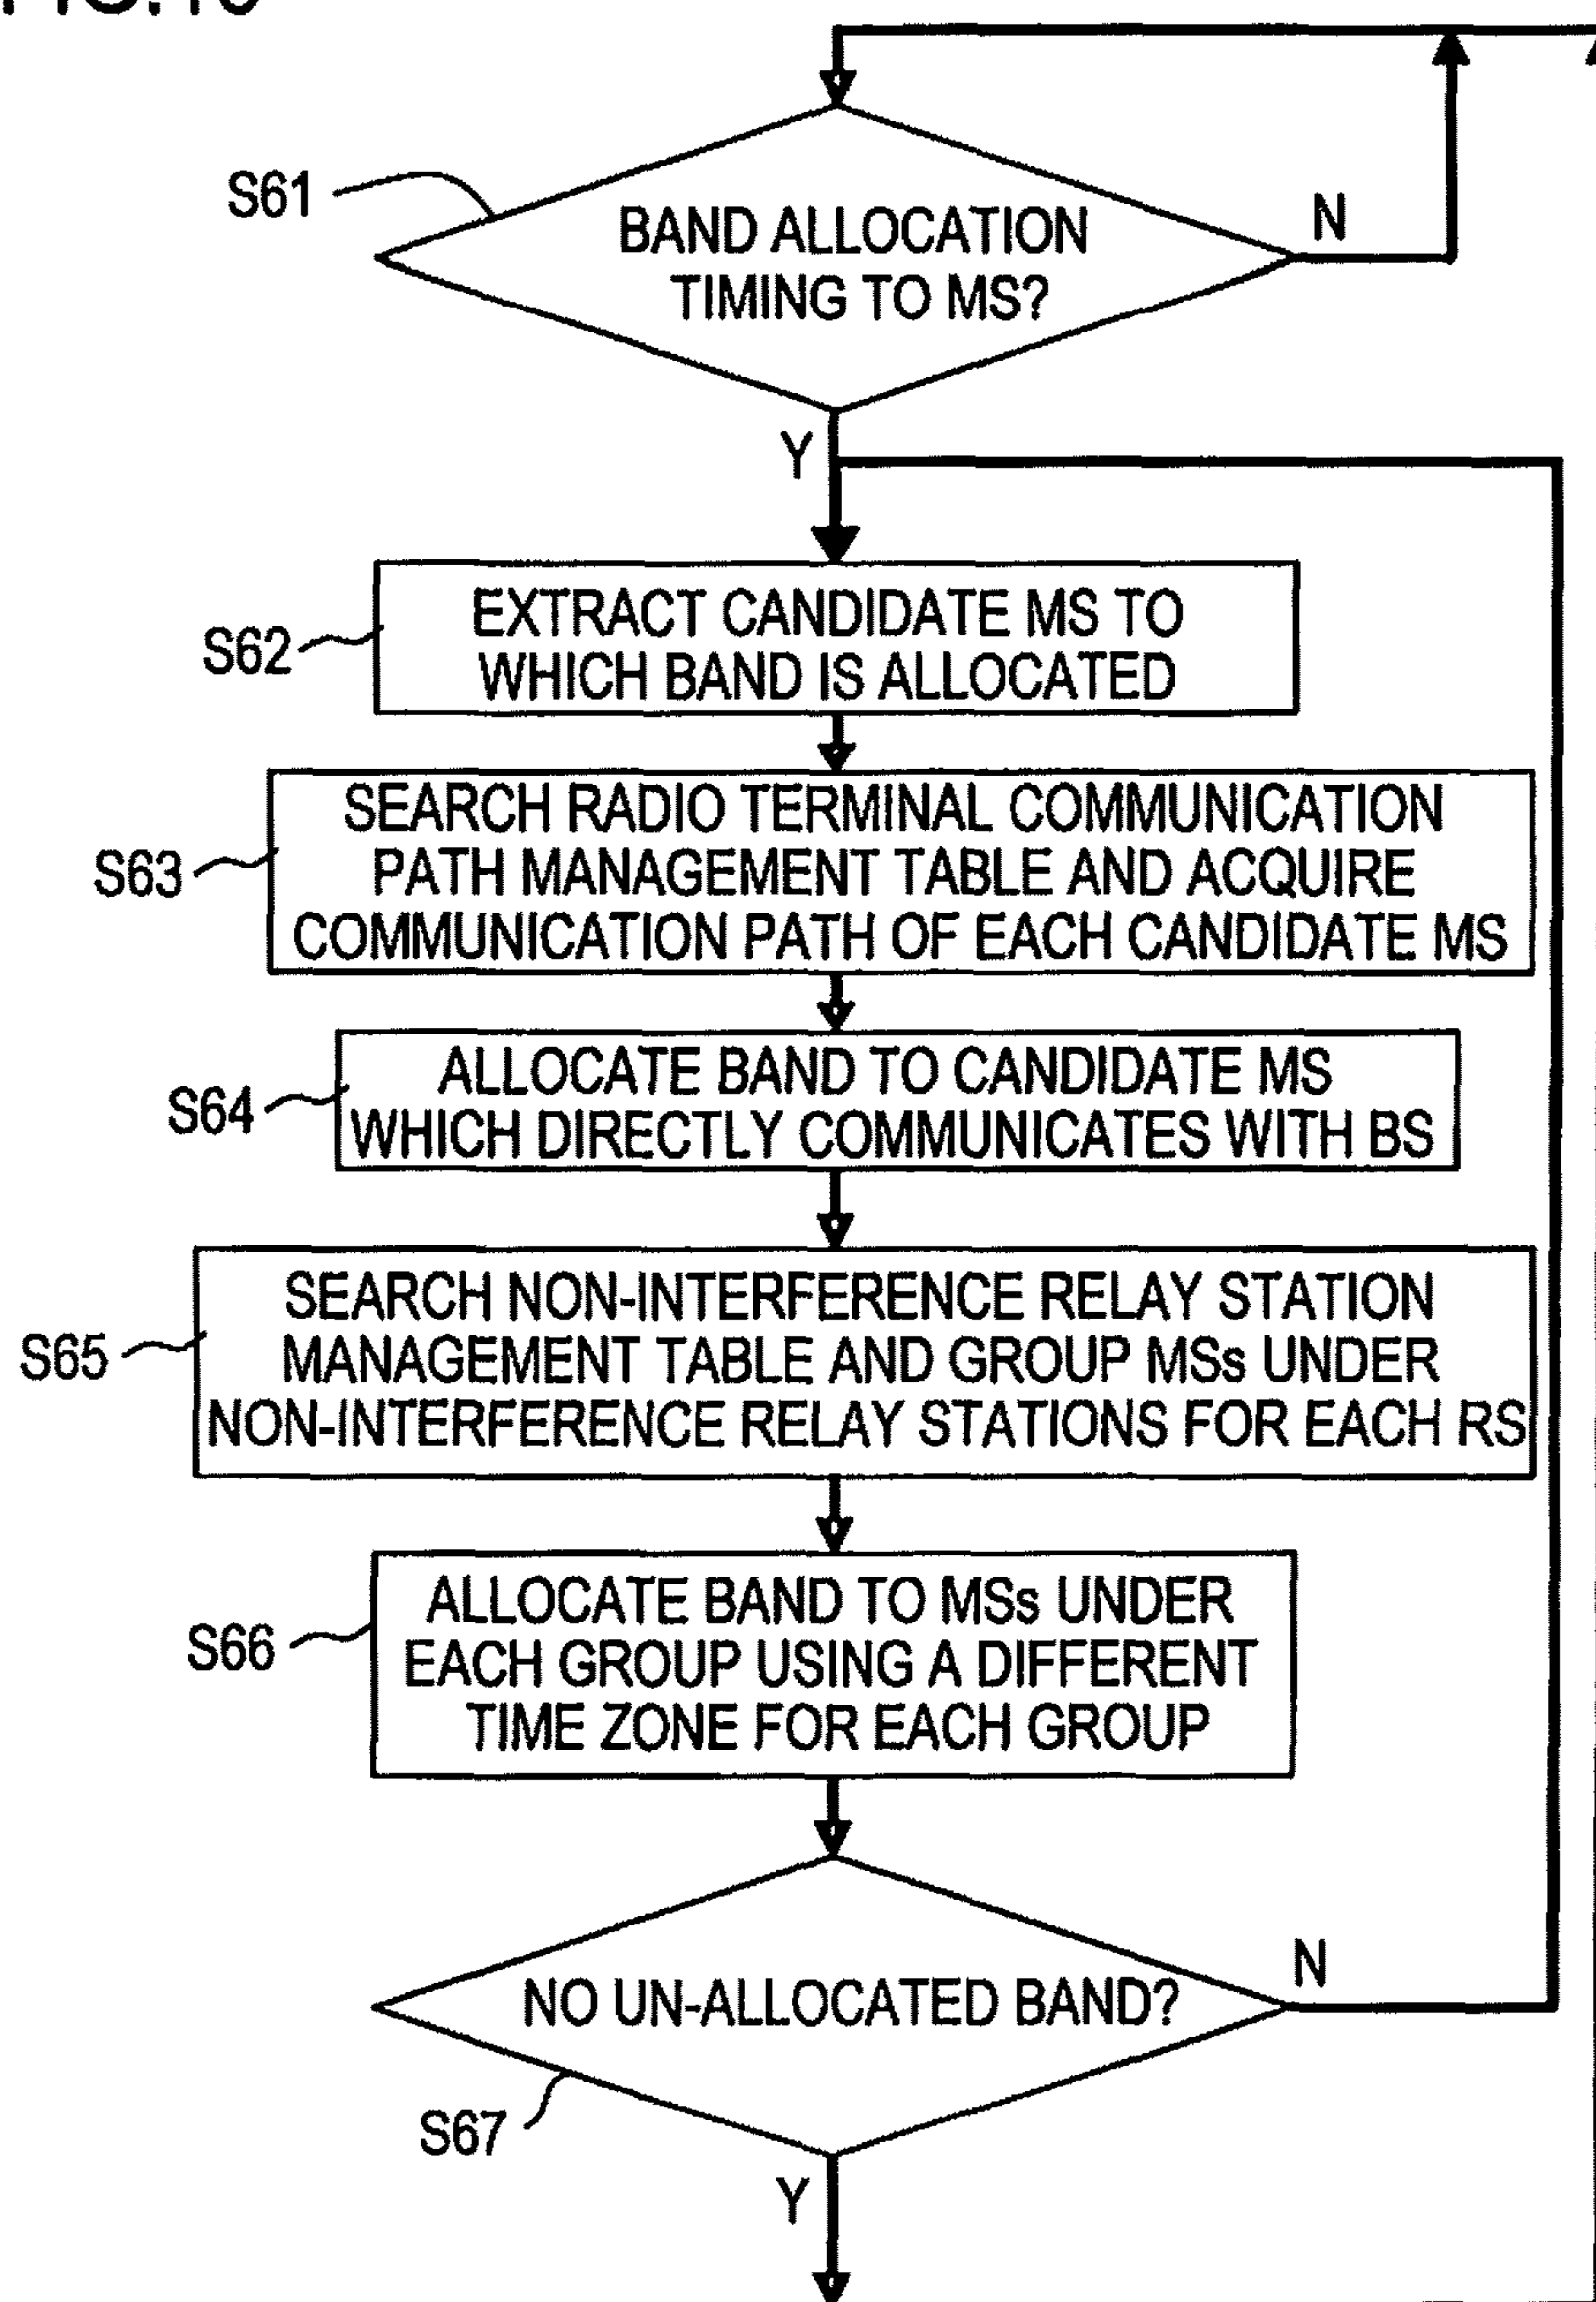 S61
BAND ALLOCATION
TIMING TO MS?
N
Y
S62
EXTRACT CANDIDATE MS TO
WHICH BAND IS ALLOCATED
S63
SEARCH RADIO TERMINAL COMMUNICATION
PATH MANAGEMENT TABLE AND ACQUIRE
COMMUNICATION PATH OF EACH CANDIDATE MS
S64
ALLOCATE BAND TO CANDIDATE MS
WHICH DIRECTLY COMMUNICATES WITH BS
S65
SEARCH NON-INTERFERENCE RELAY STATION
MANAGEMENT TABLE AND GROUP MSs UNDER
NON-INTERFERENCE RELAY STATIONS FOR EACH RS
S66
ALLOCATE BAND TO MSs UNDER
EACH GROUP USING A DIFFERENT
TIME ZONE FOR EACH GROUP
NO UN-ALLOCATED BAND?
N
S67
Y